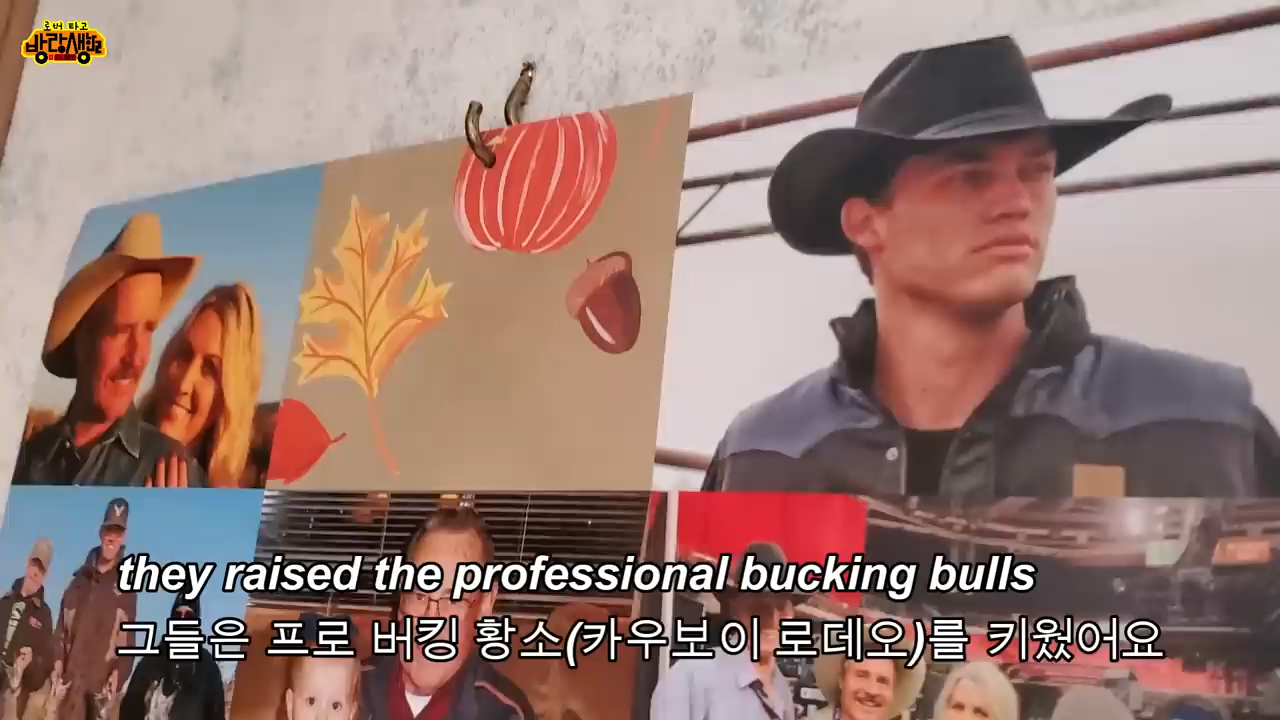 로버 타고
바랑생활
they raised the professional bucking bulls
그들은 프로 버킹 황소(카우보이 로데오)를 키웠어요